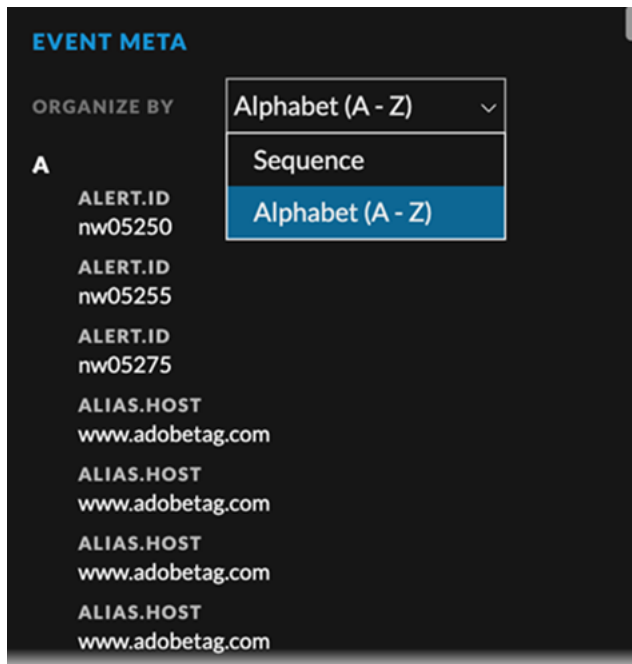 EVENT META
ORGANIZE BY Alphabet (A - Z)
Sequence
Alphabet (A - Z)
A
ALERT.ID
nw05250
ALERT.ID
nw05255
ALERT.ID
nw05275
ALIAS.HOST
www.adobetag.com
ALIAS.HOST
www.adobetag.com
ALIAS.HOST
www.adobetag.com
ALIAS.HOST
www.adobetag.com